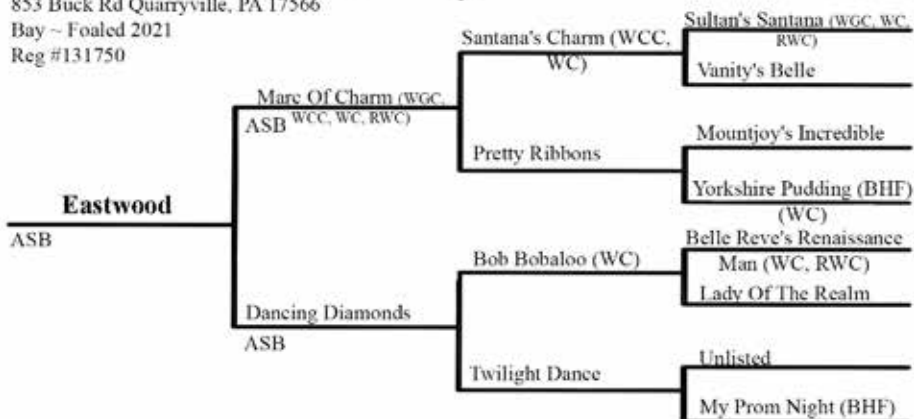 853 Buck Rd Quarryville, PA 17566
Bay ~ Foaled 2021
Reg #131750
Sultan's Santana (WGC, WC,
RWC)
Santana's Charm (WCC,
WC)
Vanity's Belle
Marc Of Charm (WGC,
ASB WCC, WC, RWC)
Mountjoy's Incredible
Pretty Ribbons
Yorkshire Pudding (BHF)
(WC)
Eastwood
ASB
Belle Reve's Renaissance
Man (WC, RWC)
Bob Bobaloo (WC)
Lady Of The Realm
Dancing Diamonds
ASB
Unlisted
Twilight Dance
My Prom Night (BHF)